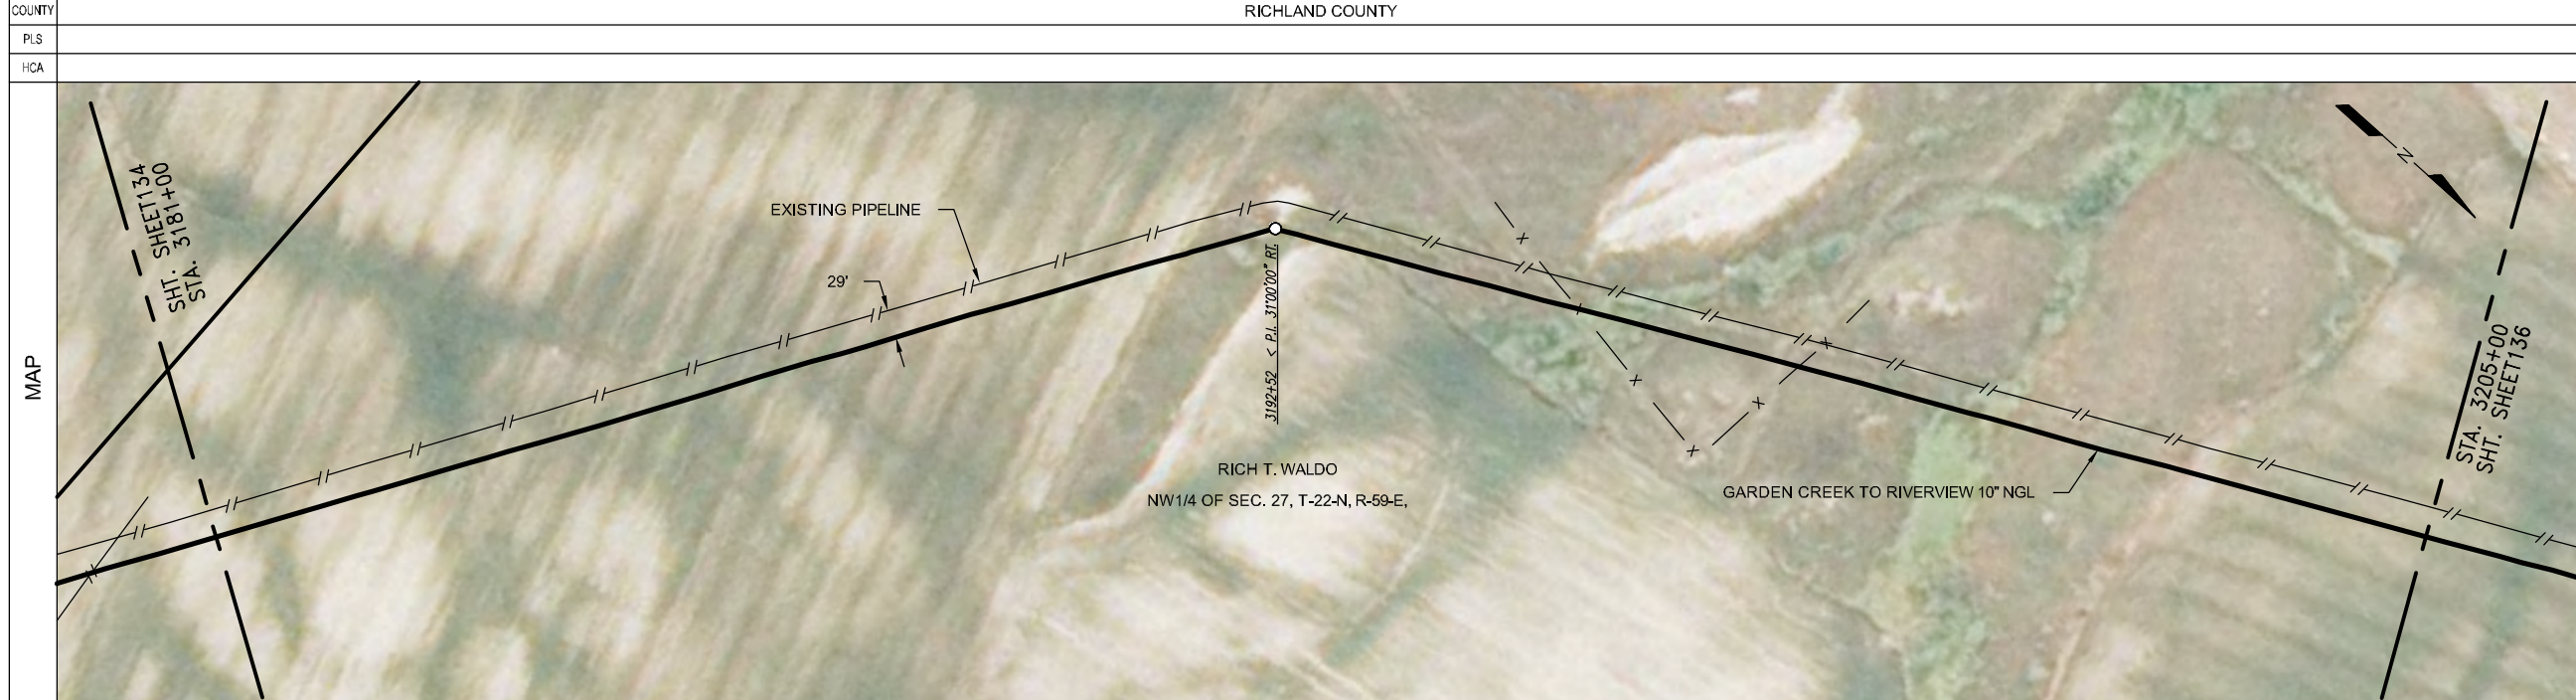 COUNTY
RICHLAND COUNTY
PLS
HCA
MAP
SHT. SHEET134
STA. 3181+00
EXISTING PIPELINE
29'
3192+52 < P.I. 31°00'00" RT.
RICH T. WALDO
NW1/4 OF SEC. 27, T-22-N, R-59-E,
GARDEN CREEK TO RIVERVIEW 10" NGL
N
STA. 3205+00
SHT. SHEET136